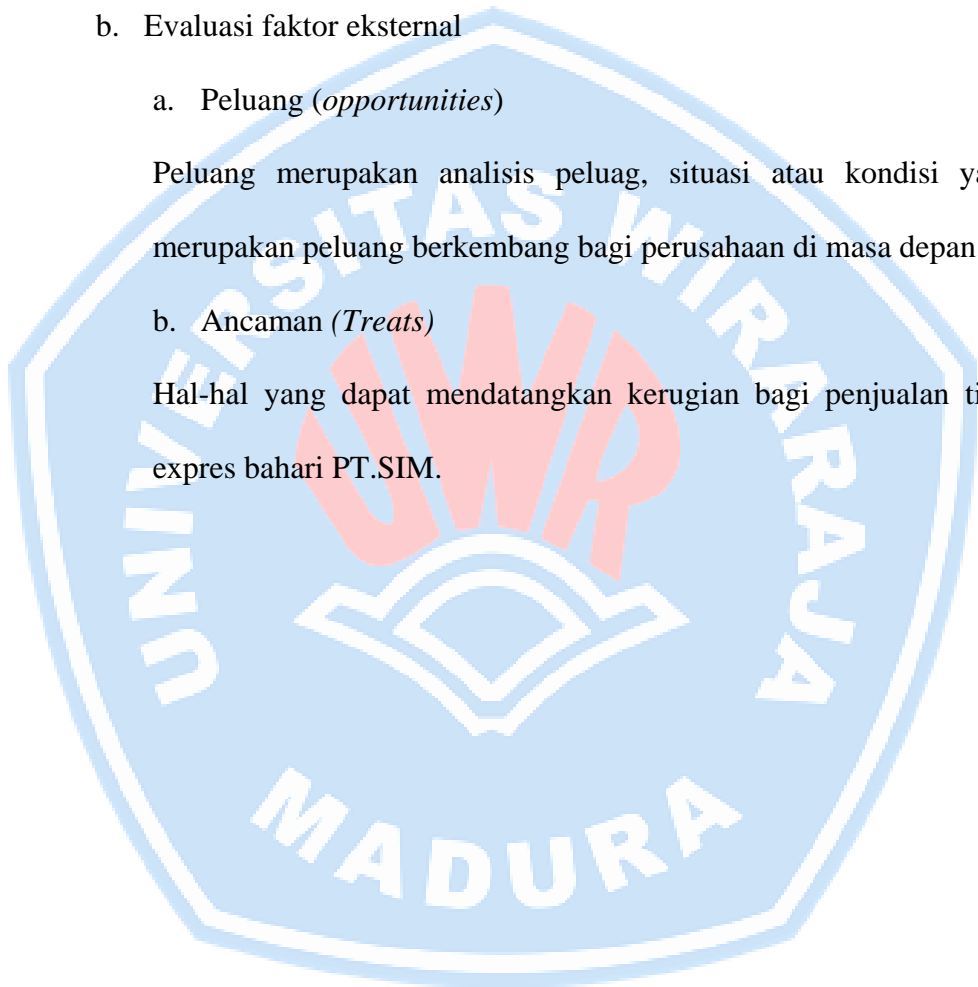 b. Evaluasi faktor eksternal
a. Peluang (opportunities)
Peluang merupakan analisis peluag, situasi atau kondisi ya
merupakan peluang berkembang bagi perusahaan di masa depan
b. Ancaman (Treats)
Hal-hal yang dapat mendatangkan kerugian bagi penjualan ti
expres bahari PT.SIM.
UNIVERSITAS WIRARAJA
UWR
MADURA